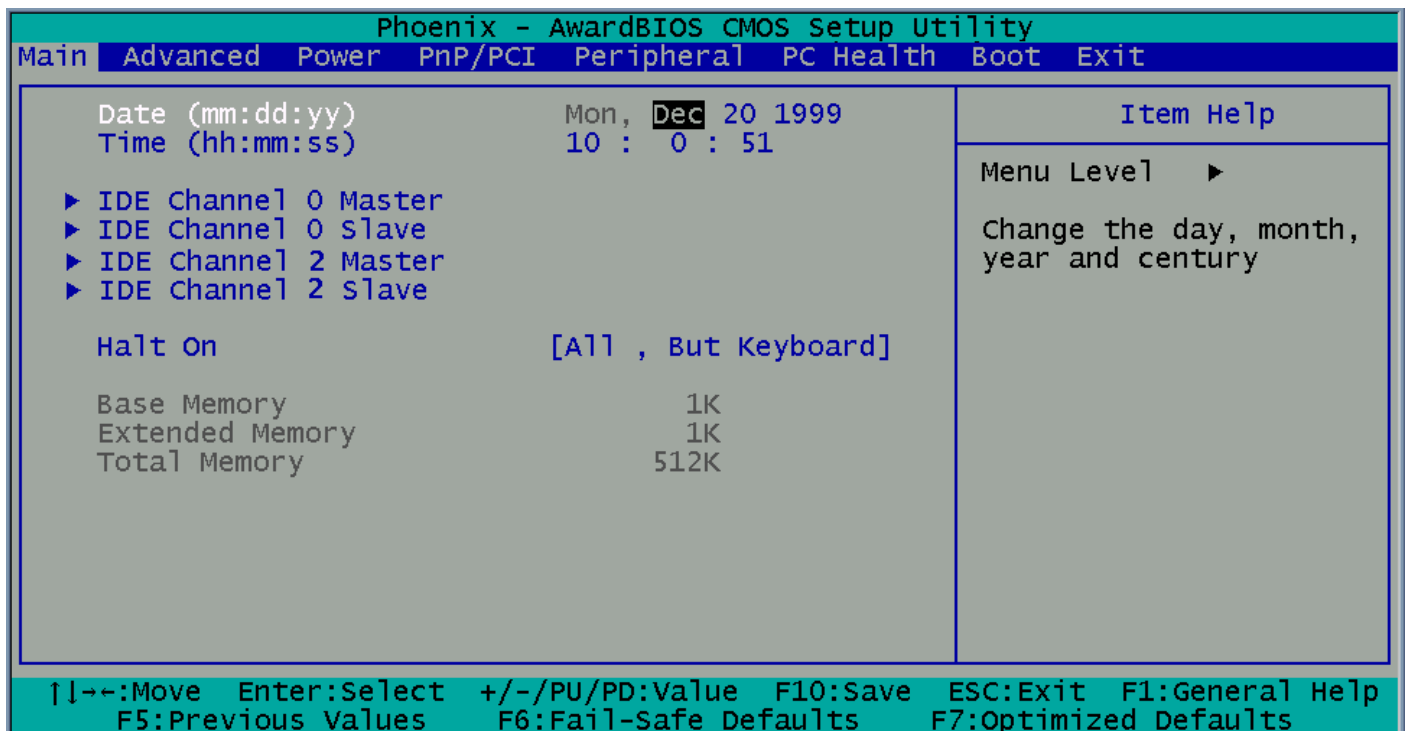 Phoenix - AwardBIOS CMOS Setup Utility
Main Advanced Power PnP/PCI Peripheral PC Health Boot Exit
Date (mm:dd:yy) Mon, Dec 20 1999
Time (hh:mm:ss) 10 : 0 : 51
▶ IDE Channel 0 Master
▶ IDE Channel 0 Slave
▶ IDE Channel 2 Master
▶ IDE Channel 2 Slave
Halt On [All , But Keyboard]
Base Memory 1K
Extended Memory 1K
Total Memory 512K
Item Help
Menu Level ▶
Change the day, month,
year and century
↑↓→←:Move Enter:Select +/-/PU/PD:Value F10:Save ESC:Exit F1:General Help
F5:Previous Values F6:Fail-Safe Defaults F7:Optimized Defaults